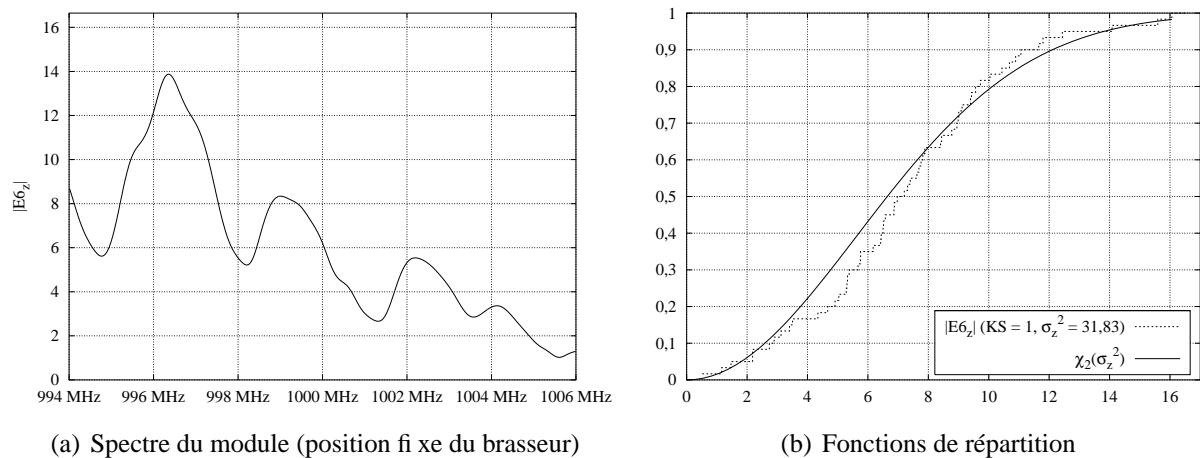 16
14
12
10
8
6
4
2
0
|E6z|
994 MHz 996 MHz 998 MHz 1000 MHz 1002 MHz 1004 MHz 1006 MHz
(a) Spectre du module (position fi xe du brasseur)
1
0,9
0,8
0,7
0,6
0,5
0,4
0,3
0,2
0,1
0
|E6z| (KS = 1, σz² = 31,83)
χ2(σz²)
0 2 4 6 8 10 12 14 16
(b) Fonctions de répartition